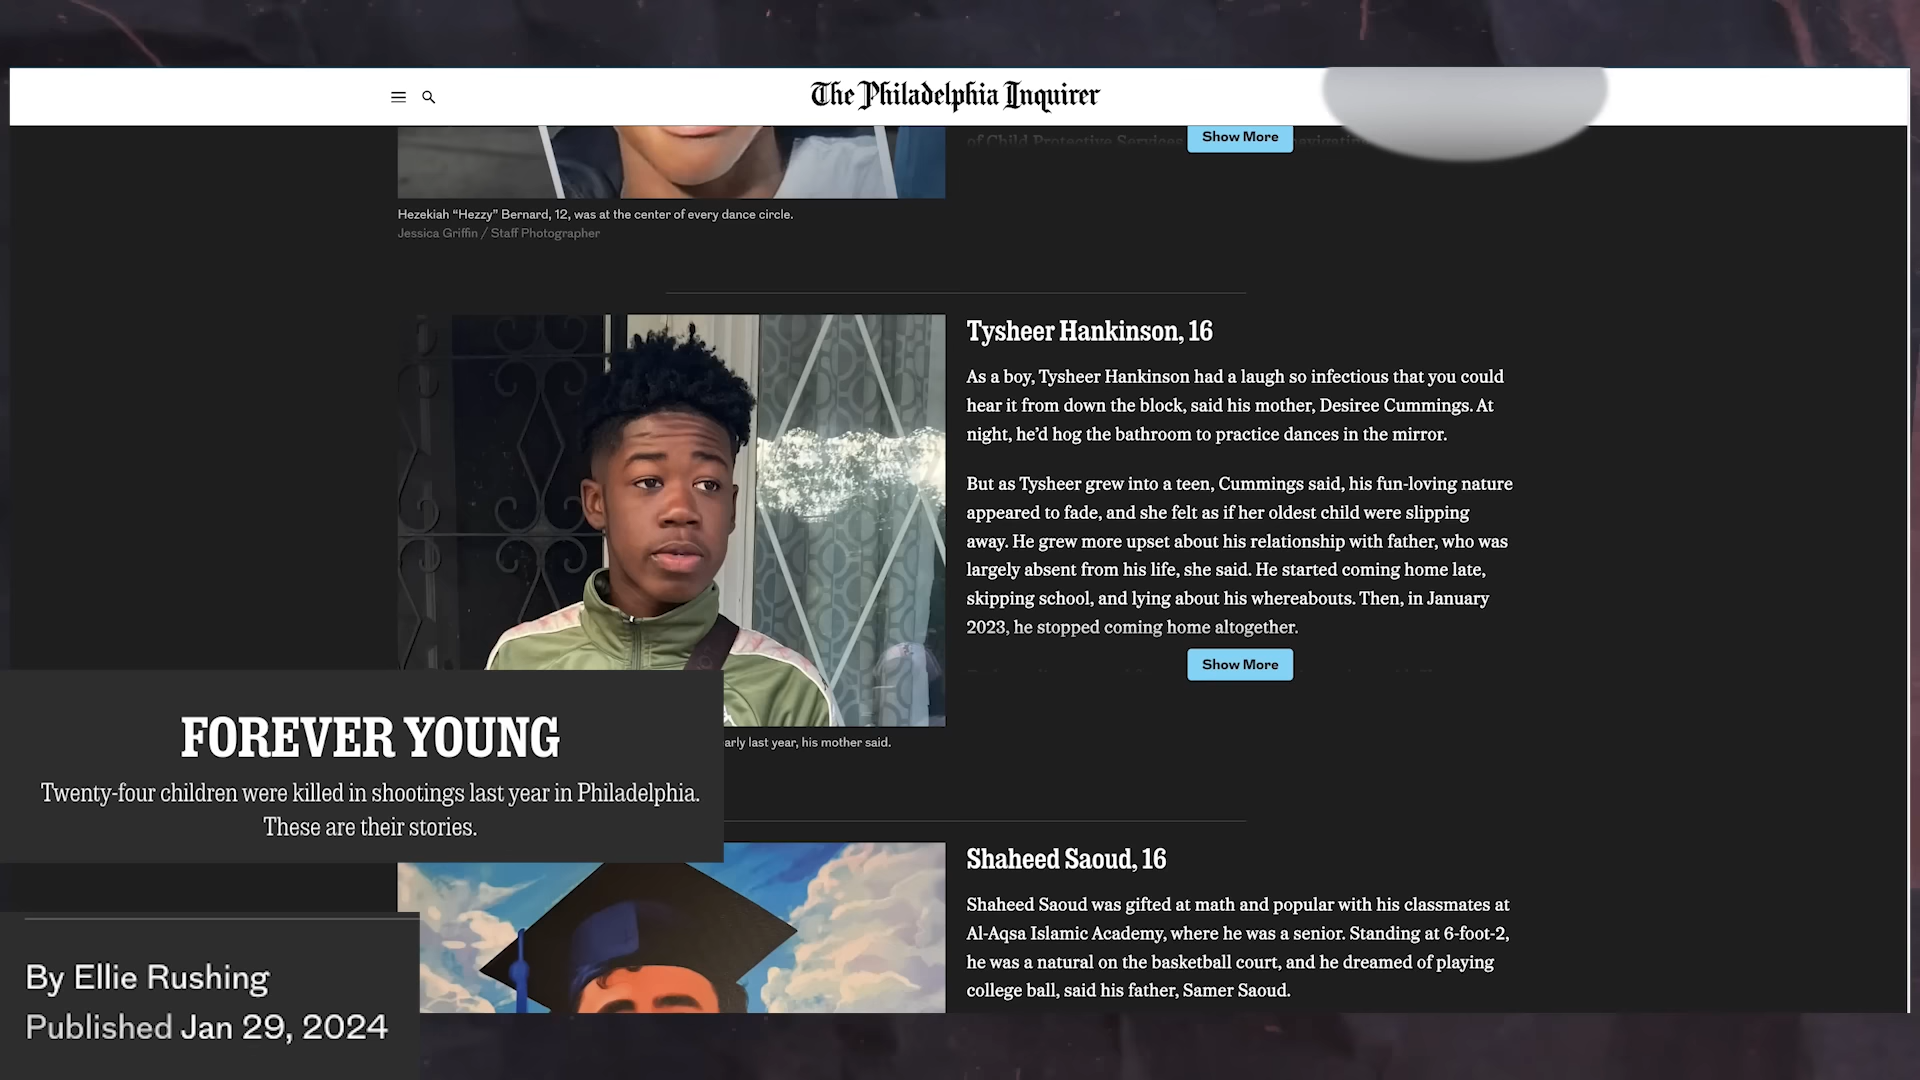 The Philadelphia Inquirer
of Child Protective Services
Show More
Hezekiah “Hezzy” Bernard, 12, was at the center of every dance circle.
Jessica Griffin / Staff Photographer
Tysheer Hankinson, 16
As a boy, Tysheer Hankinson had a laugh so infectious that you could
hear it from down the block, said his mother, Desiree Cummings. At
night, he’d hog the bathroom to practice dances in the mirror.
But as Tysheer grew into a teen, Cummings said, his fun-loving nature
appeared to fade, and she felt as if her oldest child were slipping
away. He grew more upset about his relationship with father, who was
largely absent from his life, she said. He started coming home late,
skipping school, and lying about his whereabouts. Then, in January
2023, he stopped coming home altogether.
Show More
arly last year, his mother said.
FOREVER YOUNG
Twenty-four children were killed in shootings last year in Philadelphia.
These are their stories.
Shaheed Saoud, 16
Shaheed Saoud was gifted at math and popular with his classmates at
Al-Aqsa Islamic Academy, where he was a senior. Standing at 6-foot-2,
he was a natural on the basketball court, and he dreamed of playing
college ball, said his father, Samer Saoud.
By Ellie Rushing
Published Jan 29, 2024